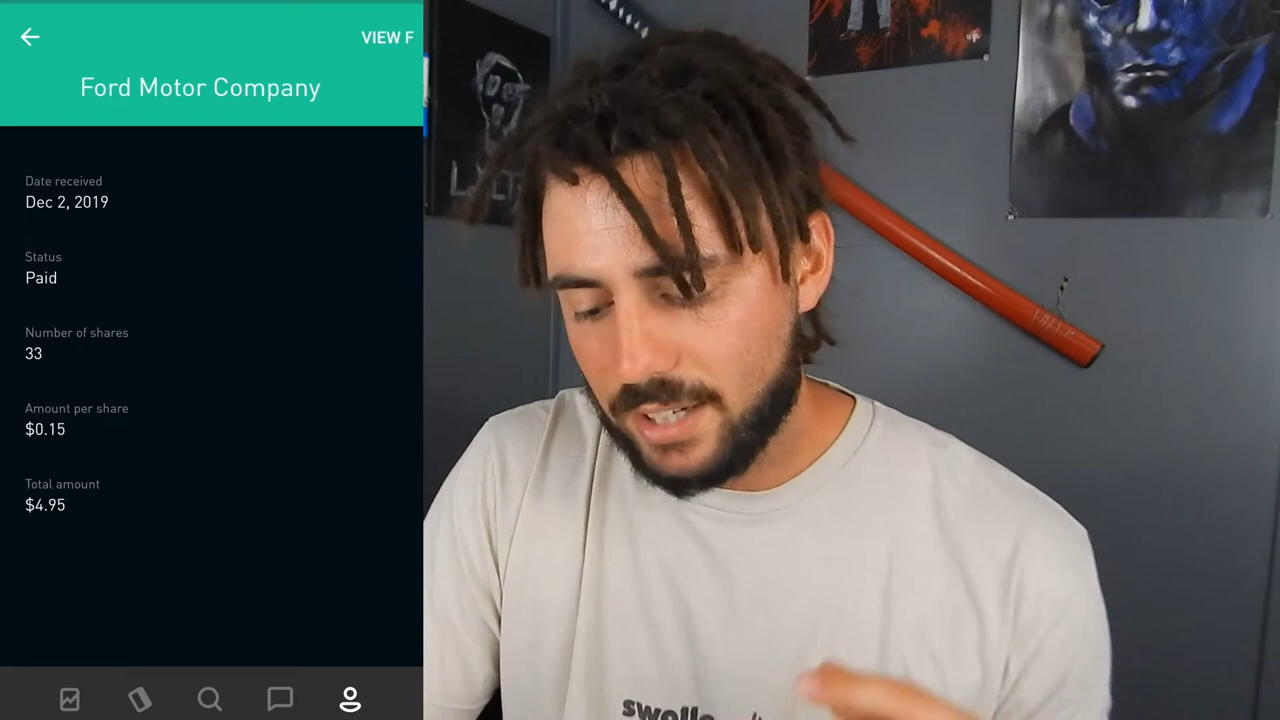 VIEW F
Ford Motor Company
Date received
Dec 2, 2019
Status
Paid
Number of shares
33
Amount per share
$0.15
Total amount
$4.95